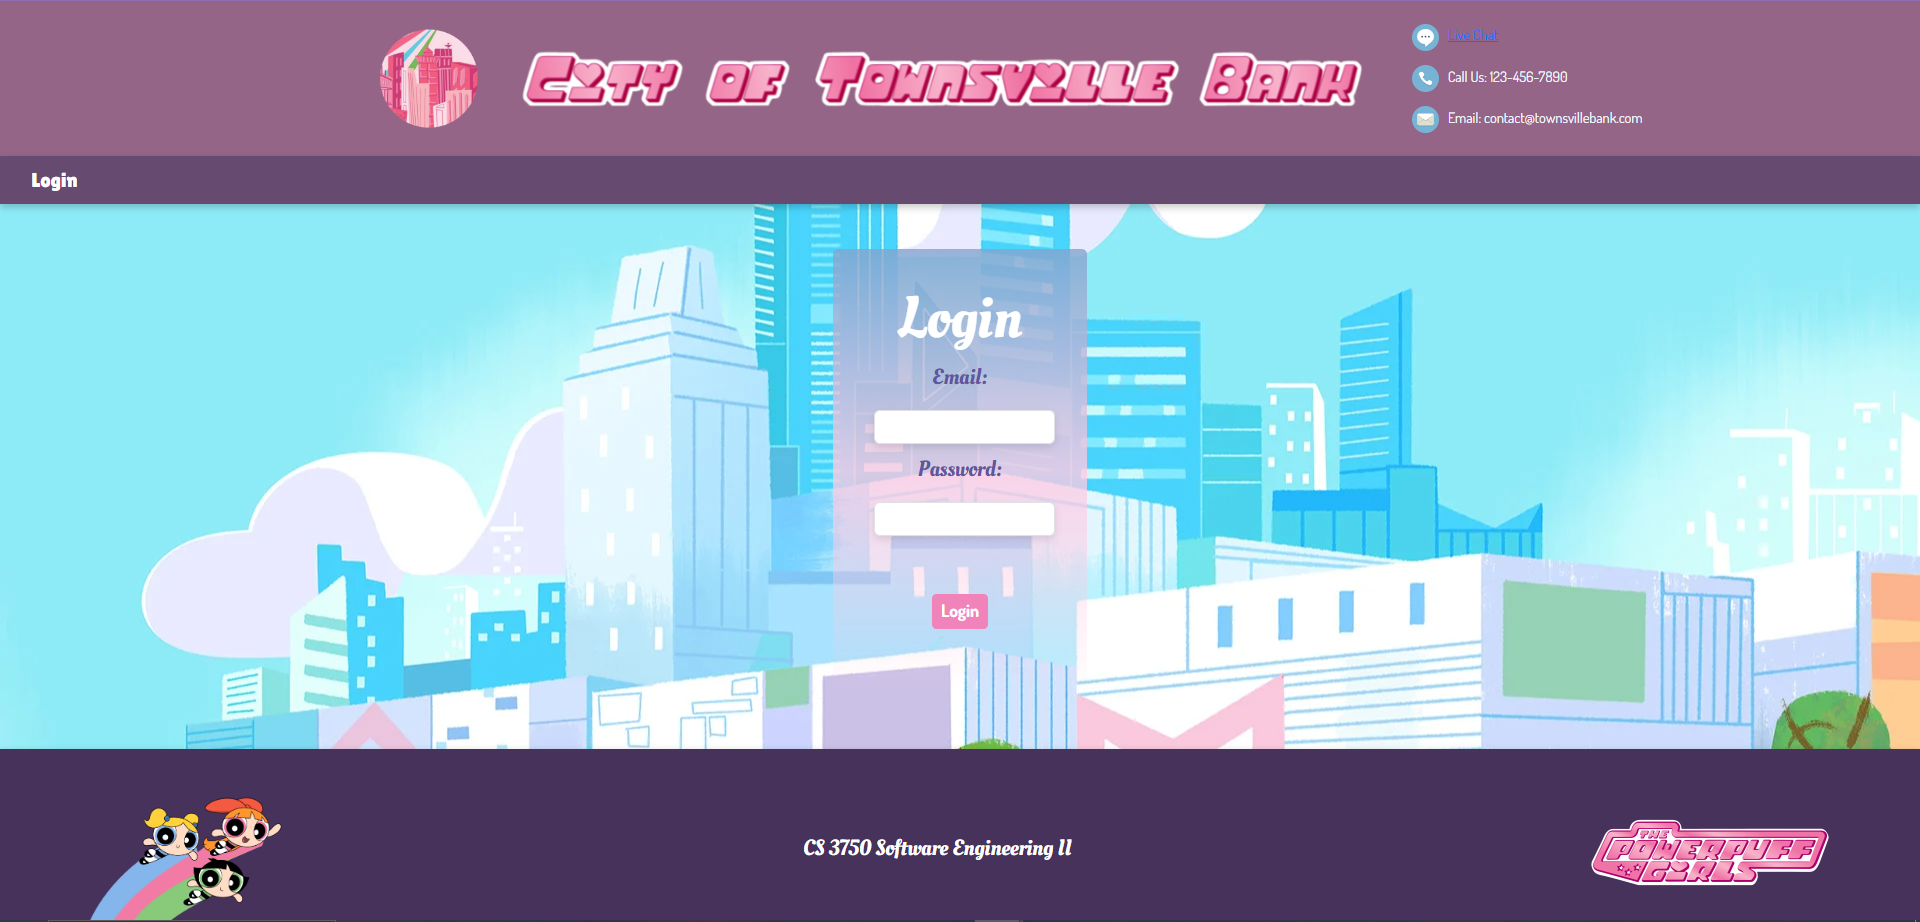 City of Townsville Bank
Live Chat
Call Us: 123-456-7890
Email: contact@townsvillebank.com
Login
Login
Email:
Password:
Login
CS 3750 Software Engineering II
THE
POWERPUFF
GIRLS